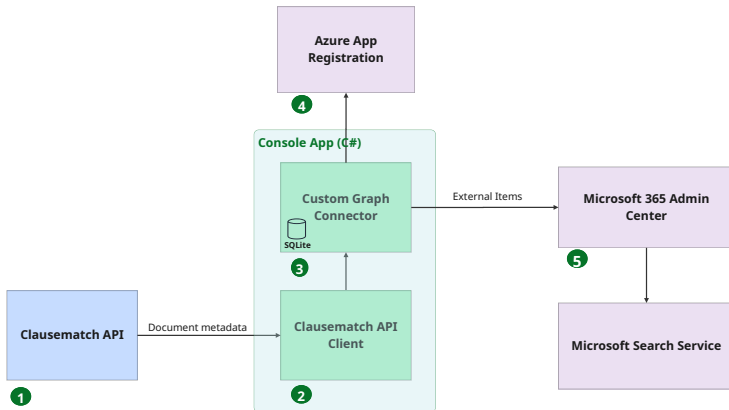 Azure App
Registration
4
Console App (C#)
Custom Graph
Connector
SQLite
3
External Items
Microsoft 365 Admin
Center
5
Clausematch API
1
Document metadata
Clausematch API
Client
2
Microsoft Search Service